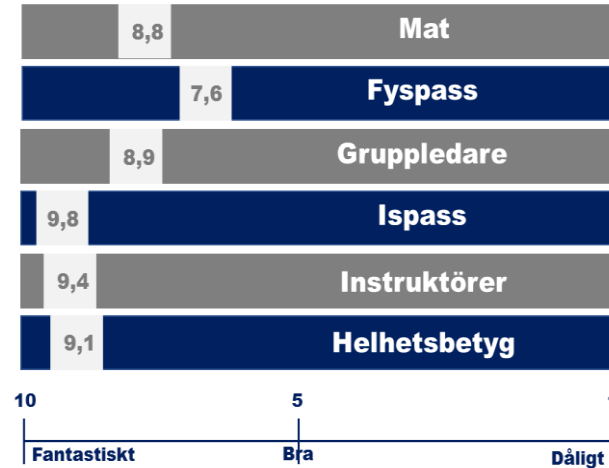 8,8 Mat
7,6 Fyspass
8,9 Gruppledare
9,8 Ispass
9,4 Instruktörer
9,1 Helhetsbetyg
10 5
Fantastiskt Bra Dåligt